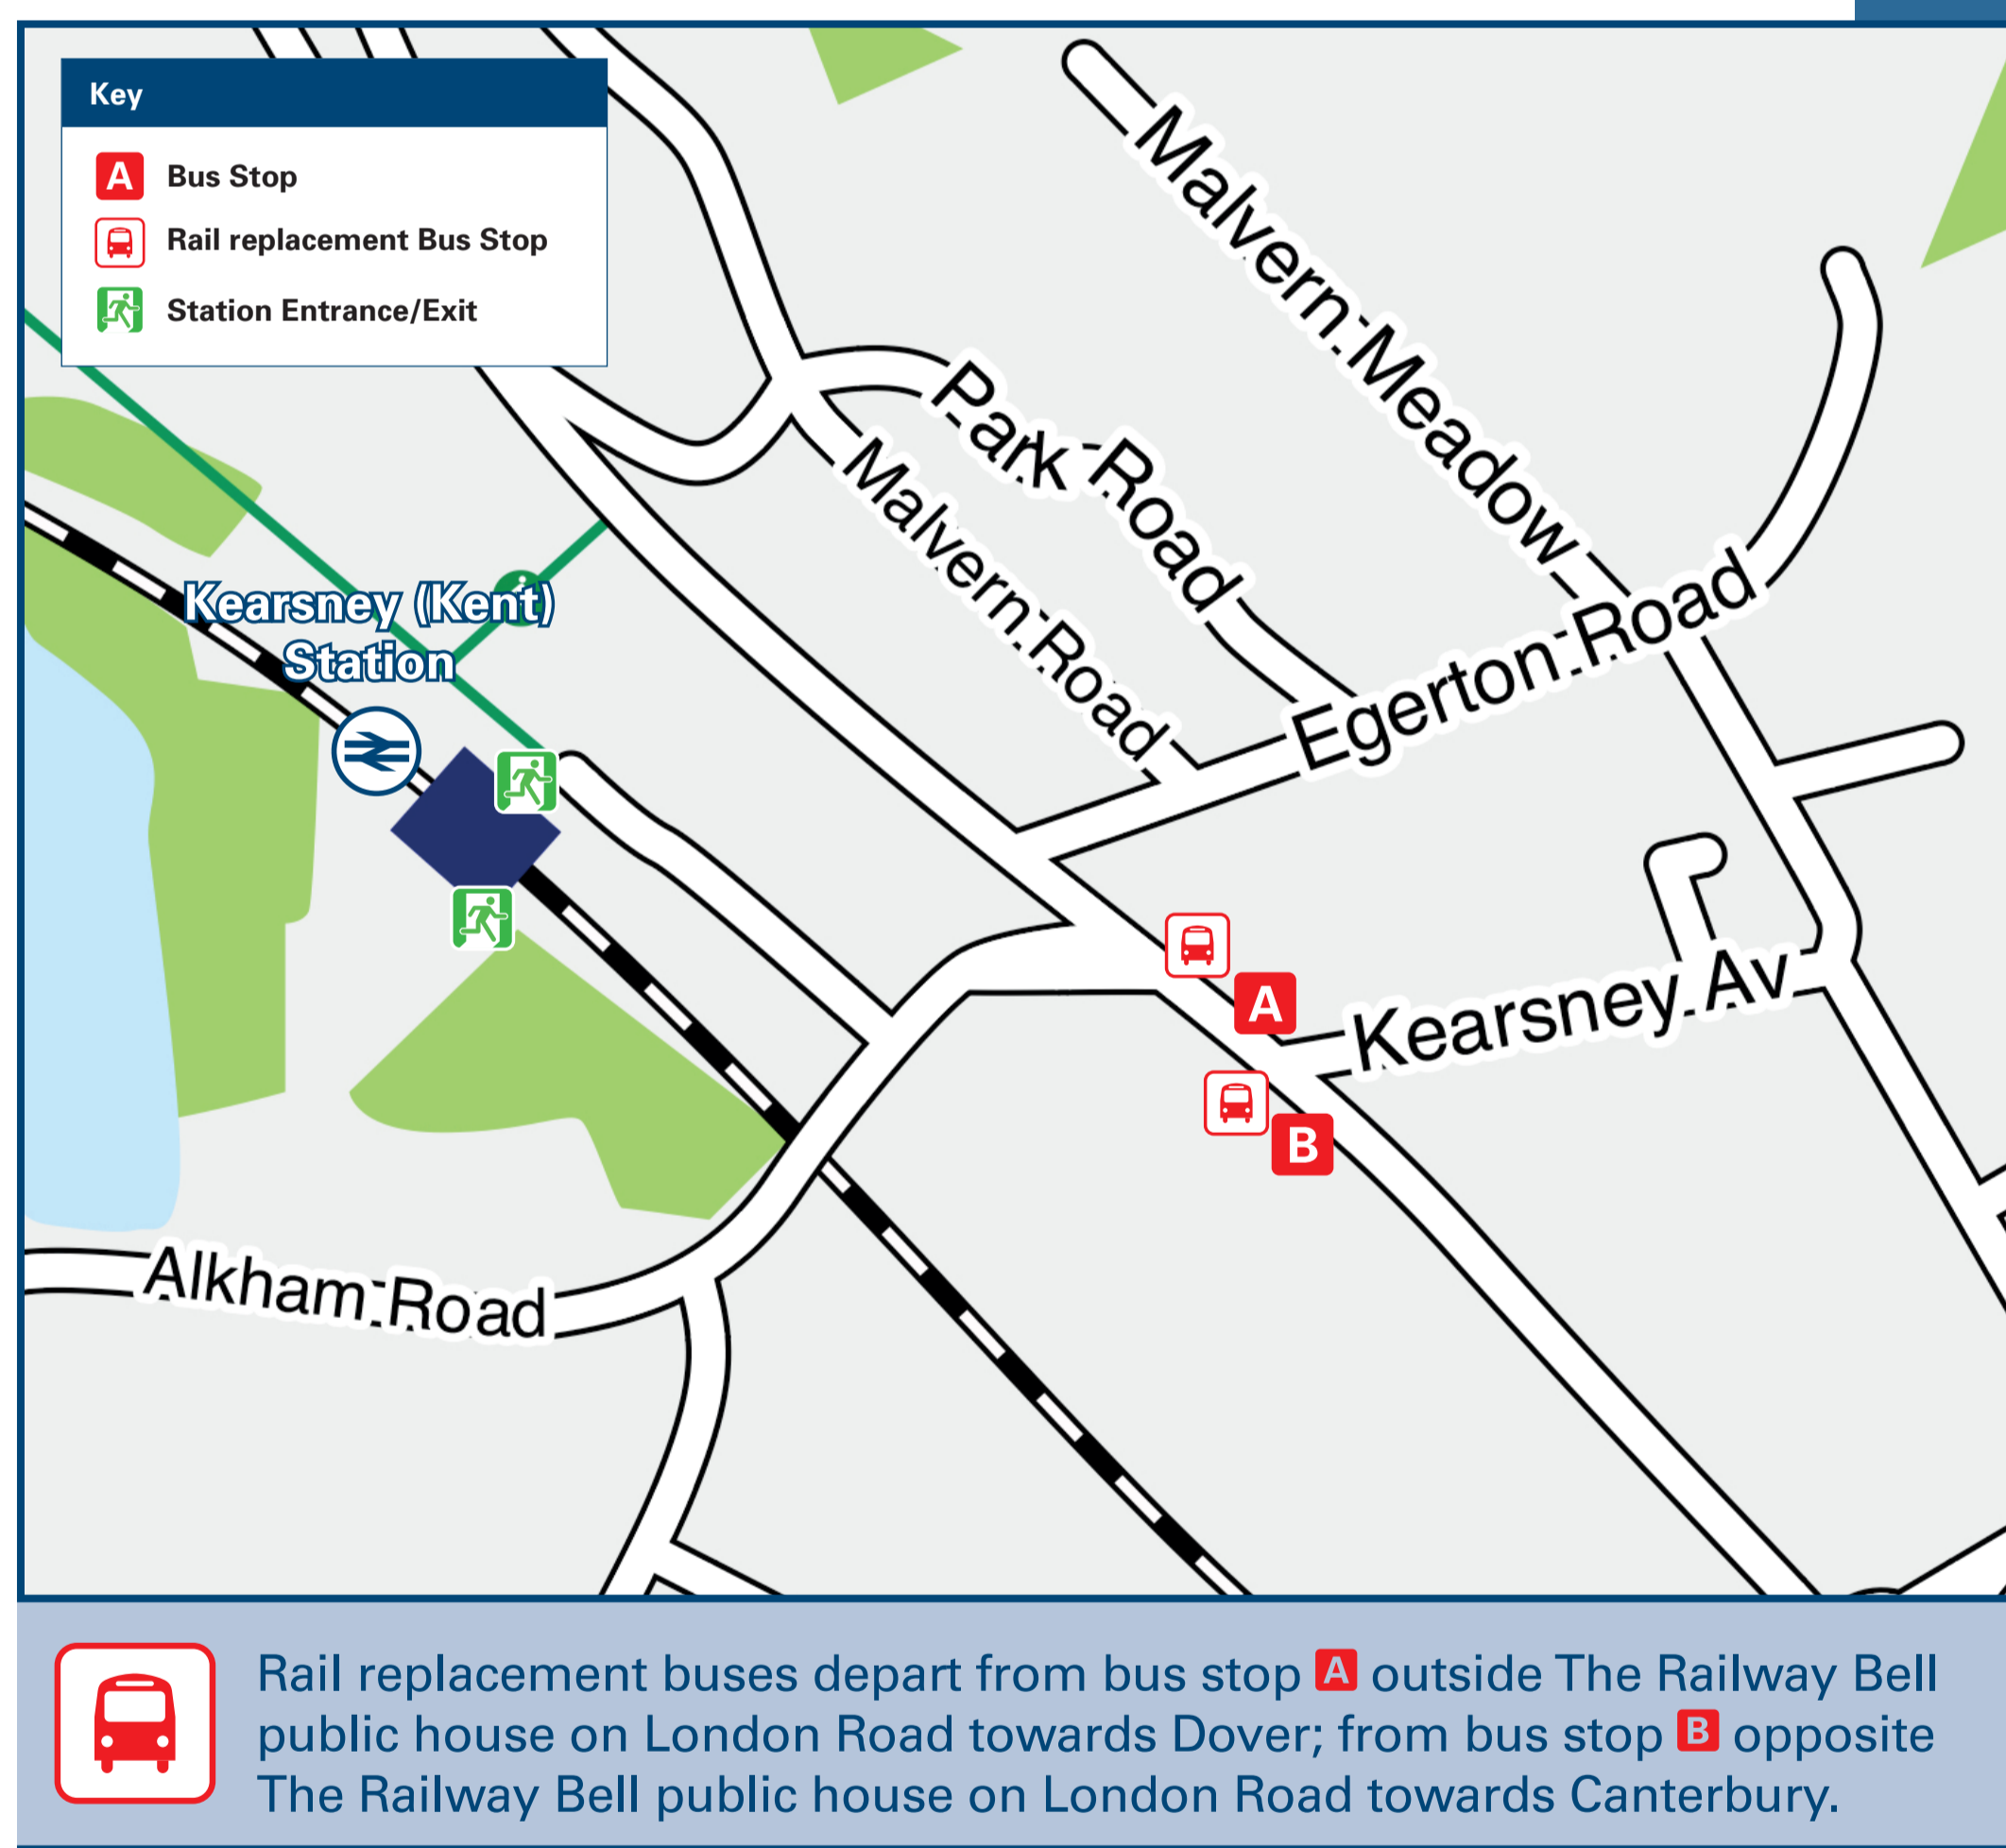 Key
A Bus Stop
Rail replacement Bus Stop
Station Entrance/Exit
Malvern Meadow
Park Road
Malvern Road
Kearsney (Kent)
Station
Egerton Road
A
Kearsney Av
B
Alkham Road
Rail replacement buses depart from bus stop A outside The Railway Bell
public house on London Road towards Dover; from bus stop B opposite
The Railway Bell public house on London Road towards Canterbury.